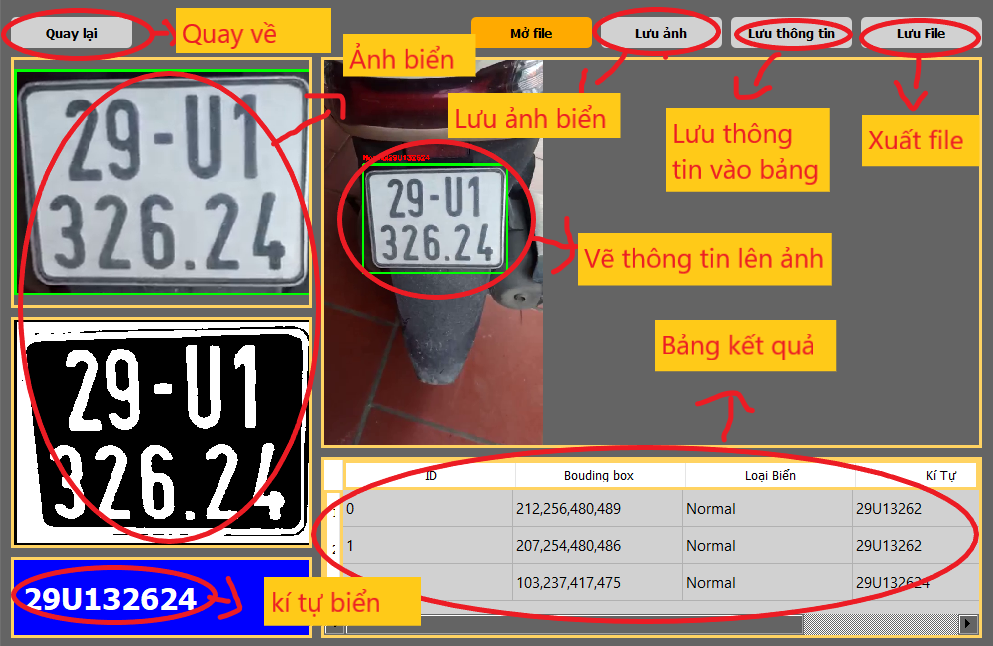 Quay lại
Quay về
Mở file
Lưu ảnh
Lưu thông tin
Lưu File
Ảnh biển
Lưu ảnh biển
Lưu thông
tin vào bảng
Xuất file
29-U1
326.24
29U132624
29-U1
326.24
Vẽ thông tin lên ảnh
Bảng kết quả
29-U1
326.24
ID Bouding box Loại Biển Kí Tự
0 212,256,480,489 Normal 29U13262
1 207,254,480,486 Normal 29U13262
103,237,417,475 Normal 29U132624
29U132624
kí tự biển